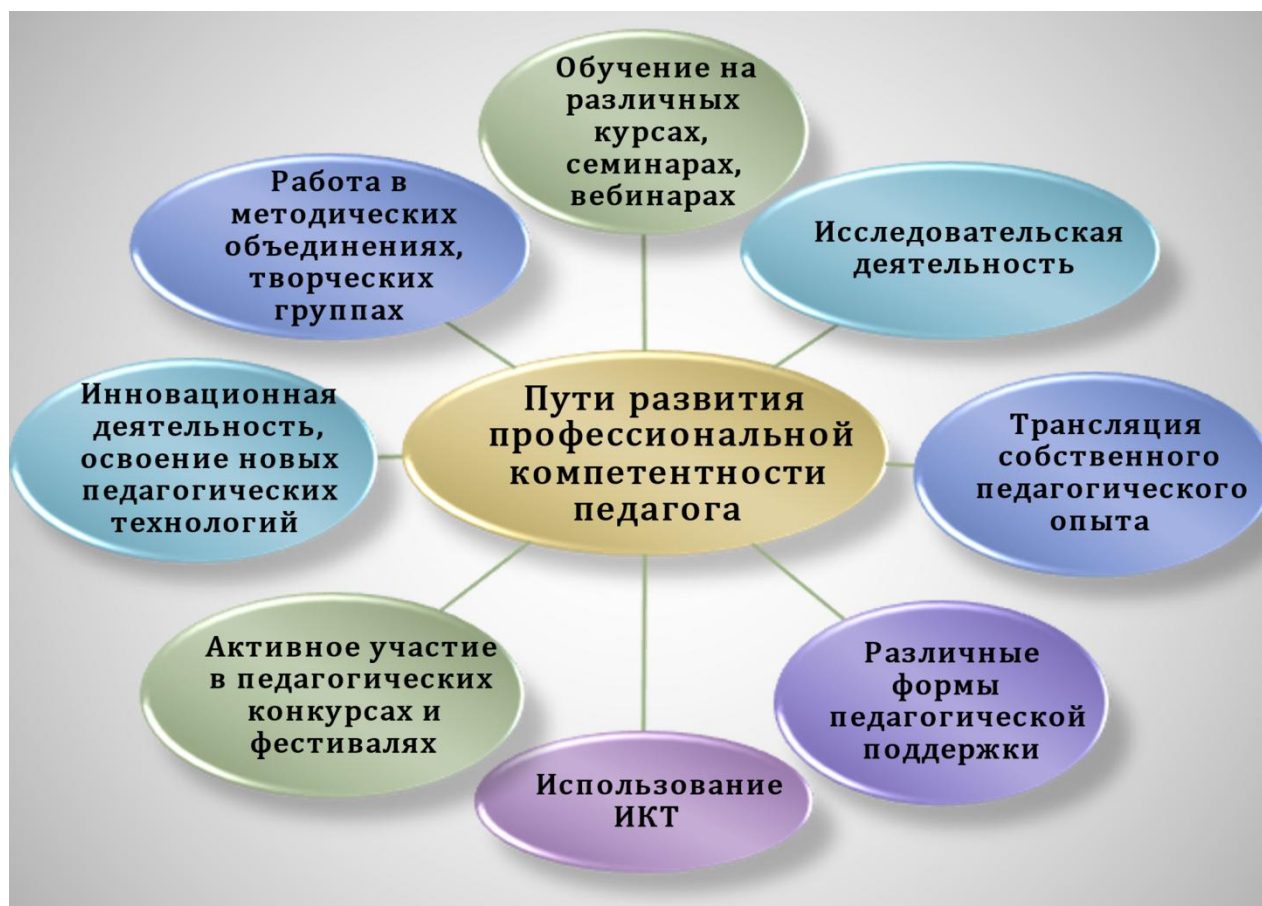 Обучение на
различных
курсах,
семинарах,
вебинарах
Работа в
методических
объединениях,
творческих
группах
Исследовательская
деятельность
Инновационная
деятельность,
освоение новых
педагогических
технологий
Пути развития
профессиональной
компетентности
педагога
Трансляция
собственного
педагогического
опыта
Активное участие
в педагогических
конкурсах и
фестивалях
Различные
формы
педагогической
поддержки
Использование
ИКТ